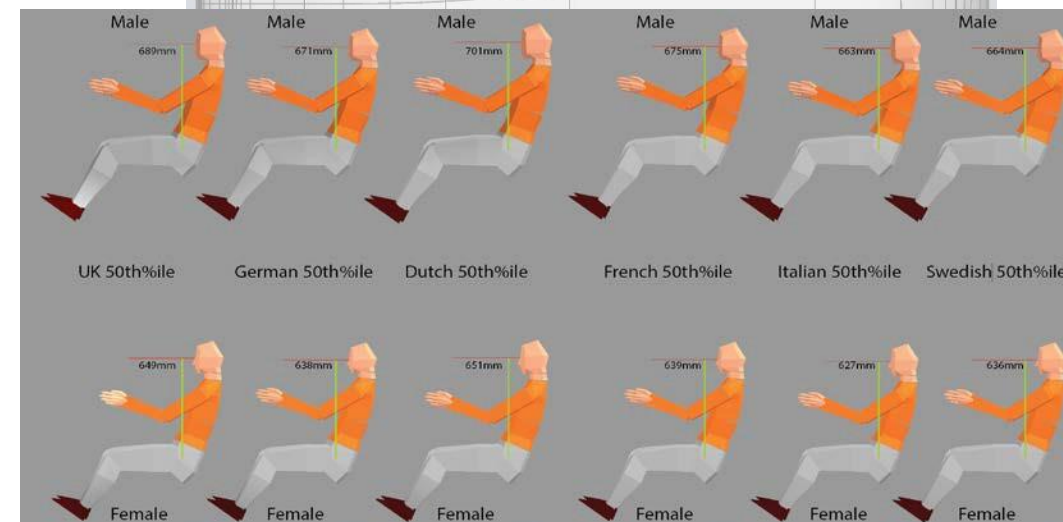 Male Male Male Male Male Male
689mm 671mm 701mm 675mm 663mm 664mm
UK 50th%ile German 50th%ile Dutch 50th%ile French 50th%ile Italian 50th%ile Swedish 50th%ile
649mm 638mm 651mm 639mm 627mm 636mm
Female Female Female Female Female Female